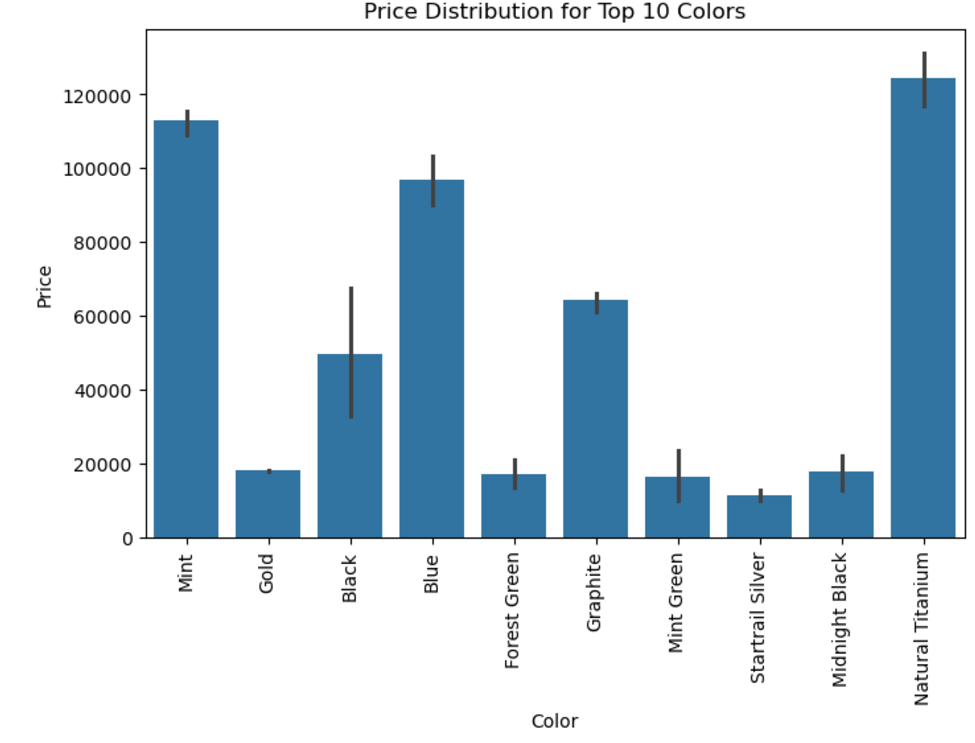 Price Distribution for Top 10 Colors
Price
120000
100000
80000
60000
40000
20000
0
Mint
Gold
Black
Blue
Forest Green
Graphite
Mint Green
Startrail Silver
Midnight Black
Natural Titanium
Color